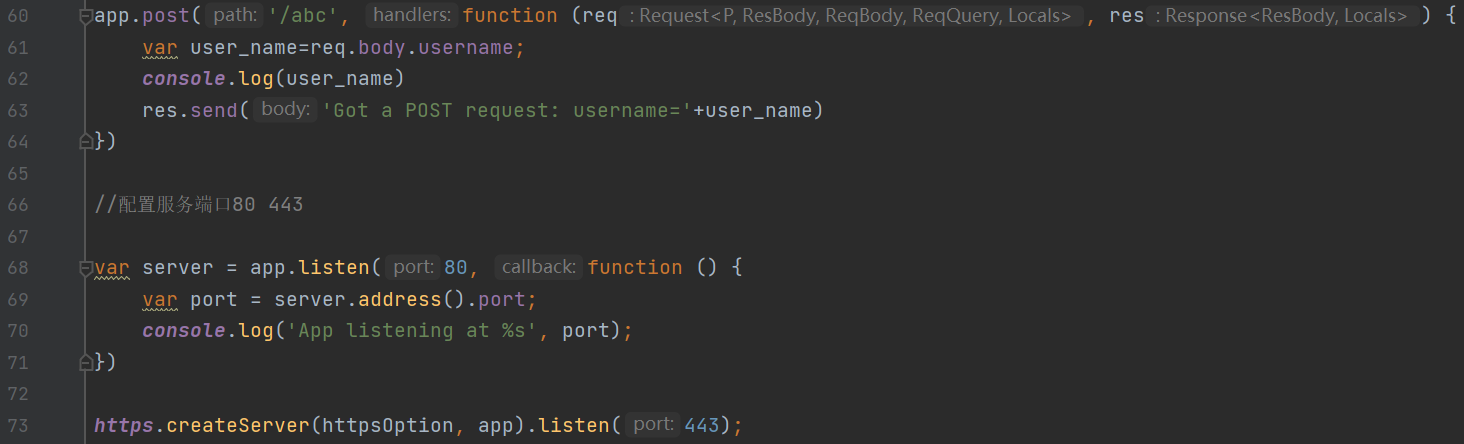 60 app.post( path: '/abc', handlers: function (req : Request<P, ResBody, ReqBody, ReqQuery, Locals> , res : Response<ResBody, Locals> ) {
61 var user_name=req.body.username;
62 console.log(user_name)
63 res.send( body: 'Got a POST request: username='+user_name)
64 })
65
66 //配置服务端口80 443
67
68 var server = app.listen( port: 80, callback: function () {
69 var port = server.address().port;
70 console.log('App listening at %s', port);
71 })
72
73 https.createServer(httpsOption, app).listen( port: 443);